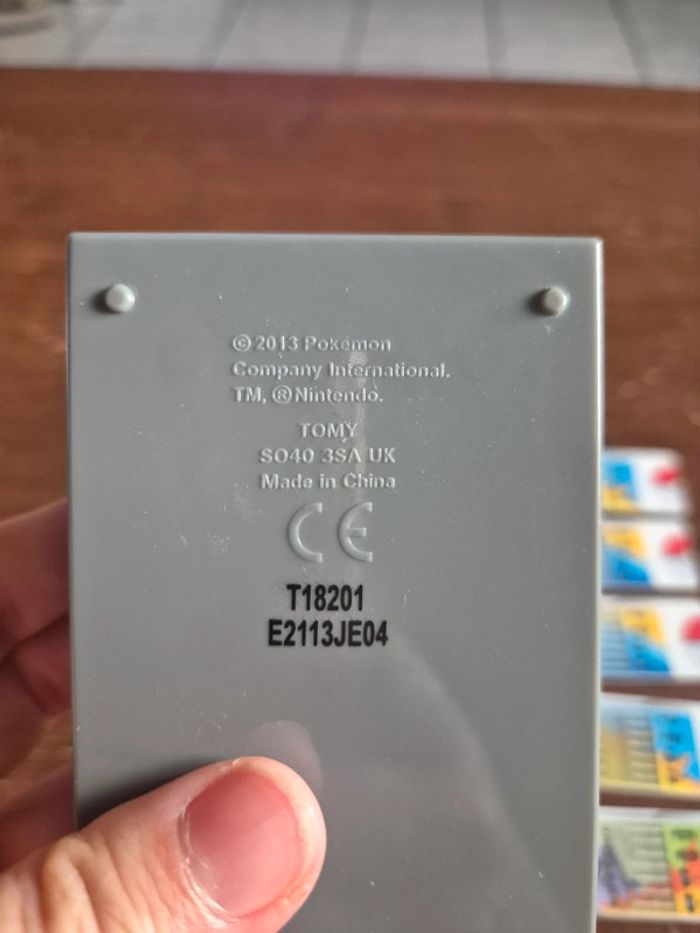 ©2013 Pokémon
Company International.
TM, ®Nintendo.
TOMY
SO40 3SA UK
Made in China
CE
T18201
E2113JE04